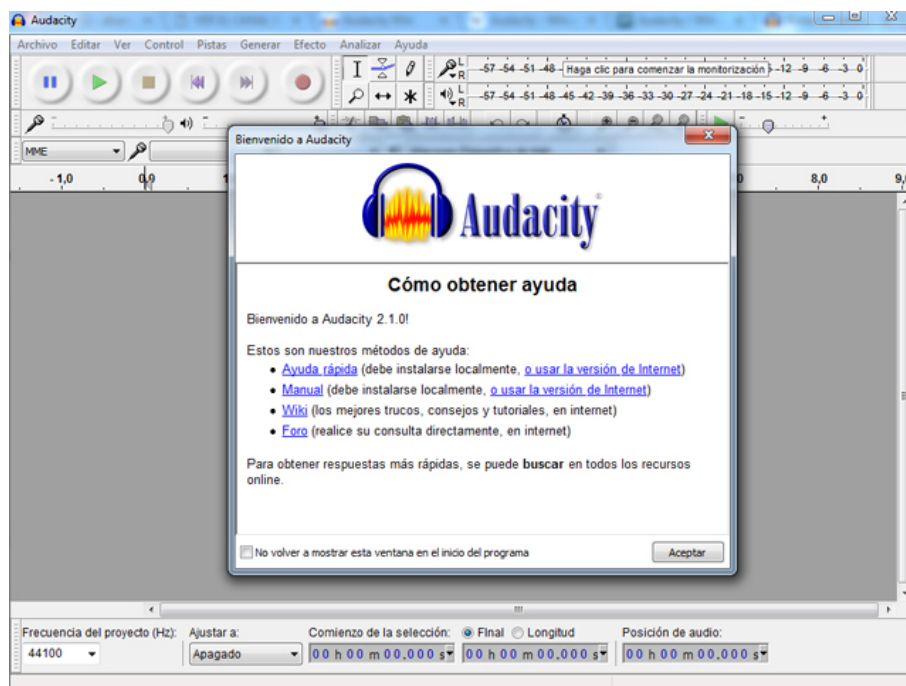 Audacity
Archivo Editar Ver Control Pistas Generar Efecto Analizar Ayuda
L
R
-57 -54 -51 -48 Haga clic para comenzar la monitorización -12 -9 -6 -3 0
L
R
-57 -54 -51 -48 -45 -42 -39 -36 -33 -30 -27 -24 -21 -18 -15 -12 -9 -6 -3 0
MME
-1,0 0,0 1 0 8,0 9,
Bienvenido a Audacity
Audacity
Cómo obtener ayuda
Bienvenido a Audacity 2.1.0!
Estos son nuestros métodos de ayuda:
• Ayuda rápida (debe instalarse localmente, o usar la versión de Internet)
• Manual (debe instalarse localmente, o usar la versión de Internet)
• Wiki (los mejores trucos, consejos y tutoriales, en internet)
• Foro (realice su consulta directamente, en internet)
Para obtener respuestas más rápidas, se puede buscar en todos los recursos
online.
No volver a mostrar esta ventana en el inicio del programa
Aceptar
Frecuencia del proyecto (Hz): Ajustar a: Comienzo de la selección: FInal Longitud Posición de audio:
44100 Apagado 00 h 00 m 00.000 s 00 h 00 m 00.000 s 00 h 00 m 00.000 s